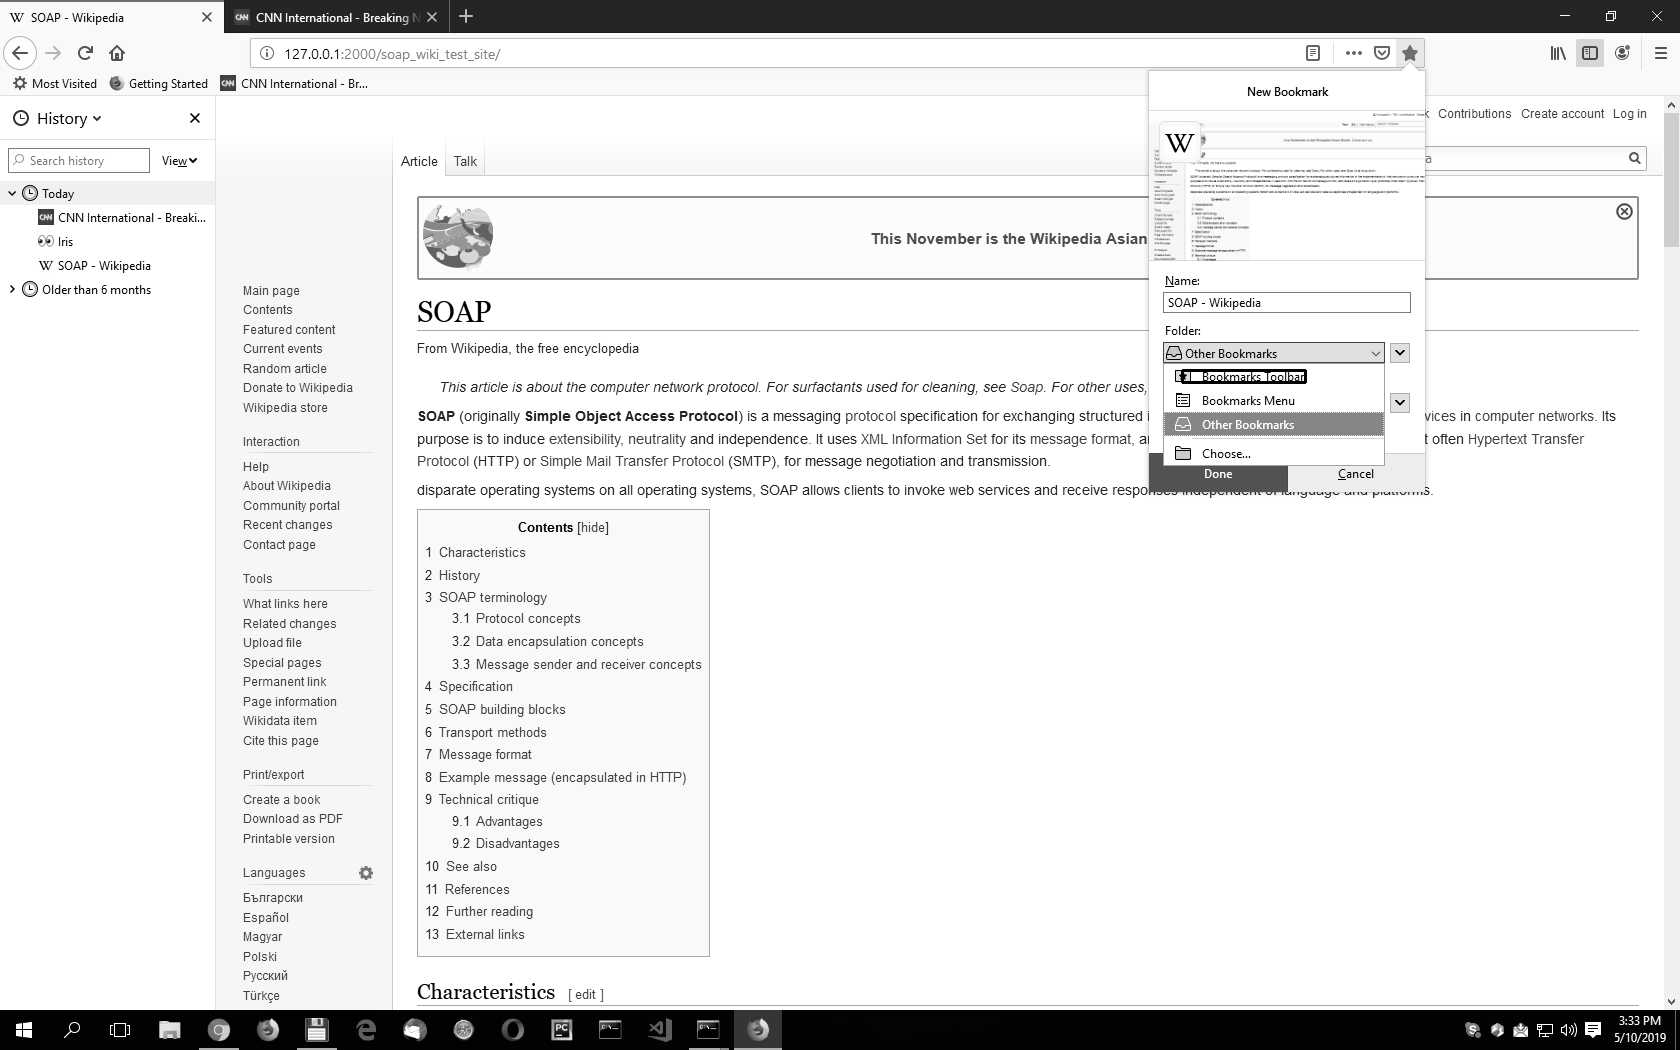 SOAP - Wikipedia
CNN International - Breaking N
127.0.0.1:2000/soap_wiki_test_site/
Most Visited
Getting Started
CNN International - Br...
History
Search history
View
Today
CNN International - Breaki...
Iris
SOAP - Wikipedia
Older than 6 months
Main page
Contents
Featured content
Current events
Random article
Donate to Wikipedia
Wikipedia store
Interaction
Help
About Wikipedia
Community portal
Recent changes
Contact page
Tools
What links here
Related changes
Upload file
Special pages
Permanent link
Page information
Wikidata item
Cite this page
Print/export
Create a book
Download as PDF
Printable version
Languages
Български
Español
Magyar
Polski
Русский
Türkçe
Contributions Create account Log in
Article Talk
This November is the Wikipedia Asian
SOAP
From Wikipedia, the free encyclopedia
This article is about the computer network protocol. For surfactants used for cleaning, see Soap. For other uses,
SOAP (originally Simple Object Access Protocol) is a messaging protocol specification for exchanging structured in computer networks. Its
purpose is to induce extensibility, neutrality and independence. It uses XML Information Set for its message format, often Hypertext Transfer
Protocol (HTTP) or Simple Mail Transfer Protocol (SMTP), for message negotiation and transmission.
disparate operating systems on all operating systems, SOAP allows clients to invoke web services and receive responses independent of language and platforms.
Contents [hide]
1 Characteristics
2 History
3 SOAP terminology
3.1 Protocol concepts
3.2 Data encapsulation concepts
3.3 Message sender and receiver concepts
4 Specification
5 SOAP building blocks
6 Transport methods
7 Message format
8 Example message (encapsulated in HTTP)
9 Technical critique
9.1 Advantages
9.2 Disadvantages
10 See also
11 References
12 Further reading
13 External links
Characteristics [ edit ]
New Bookmark
W
Name:
SOAP - Wikipedia
Folder:
Other Bookmarks
Bookmarks Toolbar
Bookmarks Menu
Other Bookmarks
Choose...
Done
Cancel
3:33 PM
5/10/2019